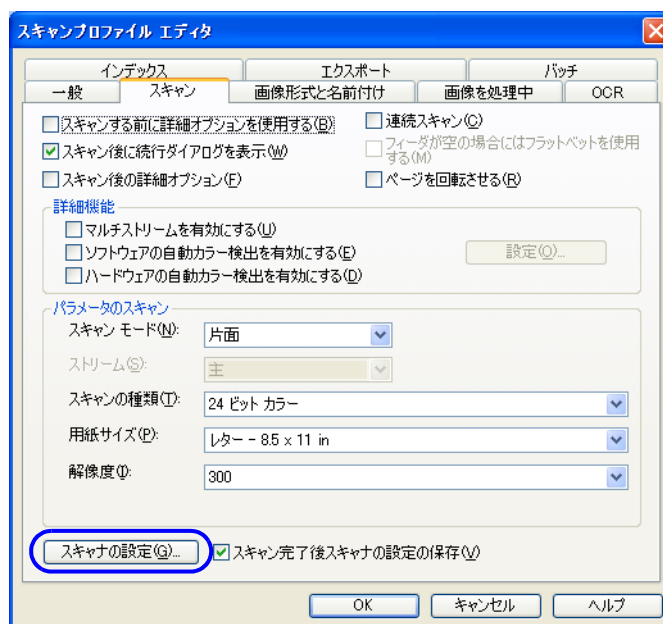 スキャンプロファイル エディタ
インデックス エクスポート バッチ
一般 スキャン 画像形式と名前付け 画像を処理中 OCR
スキャンする前に詳細オプションを使用する(B) 連続スキャン(C)
スキャン後に続行ダイアログを表示(W) フィーダが空の場合にはフラットベットを使用
する(M)
スキャン後の詳細オプション(F) ページを回転させる(R)
詳細機能
マルチストリームを有効にする(U)
ソフトウェアの自動カラー検出を有効にする(E) 設定(O)...
ハードウェアの自動カラー検出を有効にする(D)
パラメータのスキャン
スキャン モード(N): 片面
ストリーム(S): 主
スキャンの種類(T): 24 ビット カラー
用紙サイズ(P): レター - 8.5 x 11 in
解像度(I): 300
スキャナの設定(G)... スキャン完了後スキャナの設定の保存(V)
OK キャンセル ヘルプ